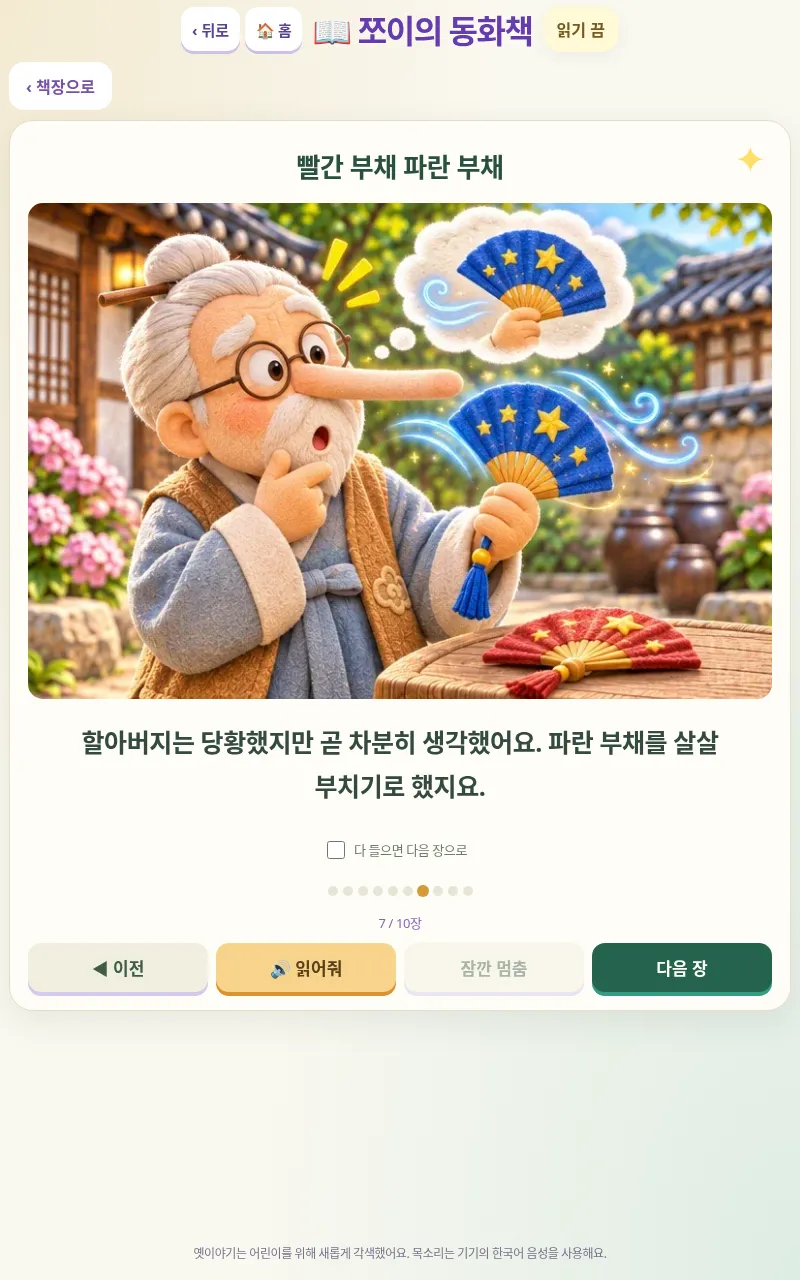 ‹ 뒤로
🏠 홈
📖 쪼이의 동화책
읽기 끝
‹ 책장으로
빨간 부채 파란 부채
할아버지는 당황했지만 곧 차분히 생각했어요. 파란 부채를 살살
부치기로 했지요.
다 들으면 다음 장으로
7 / 10장
◀ 이전
🔊 읽어줘
잠깐 멈춤
다음 장
옛이야기는 어린이를 위해 새롭게 각색했어요. 목소리는 기기의 한국어 음성을 사용해요.